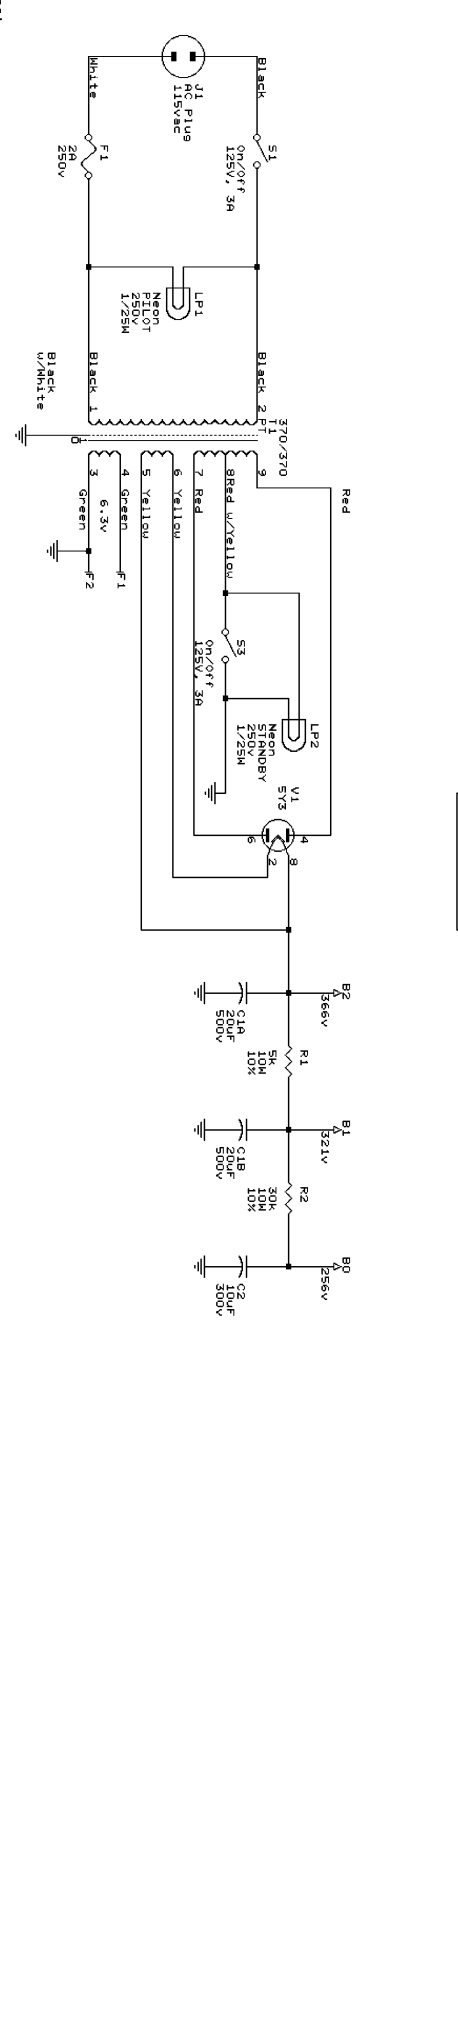 J1
AC Plug
115vac
White
Black
F1
2A
250v
S1
On/Off
125V, 3A
LP1
Neon
PILOT
250v
1/25W
Black
w/White
Black
Black
1
2
PT
T1
370/370
0
3
4
5
6
7
8
9
Green
6.3v
Green
Yellow
Yellow
Red
Red w/Yellow
Red
F2
F1
S3
On/Off
125V, 3A
LP2
Neon
STANDBY
250v
1/25W
V1
5Y3
6
4
2
8
B2
366v
C1A
20uF
500v
R1
5k
10W
10%
B1
321v
C1B
20uF
500v
R2
30k
10W
10%
B0
256v
C2
10uF
300v